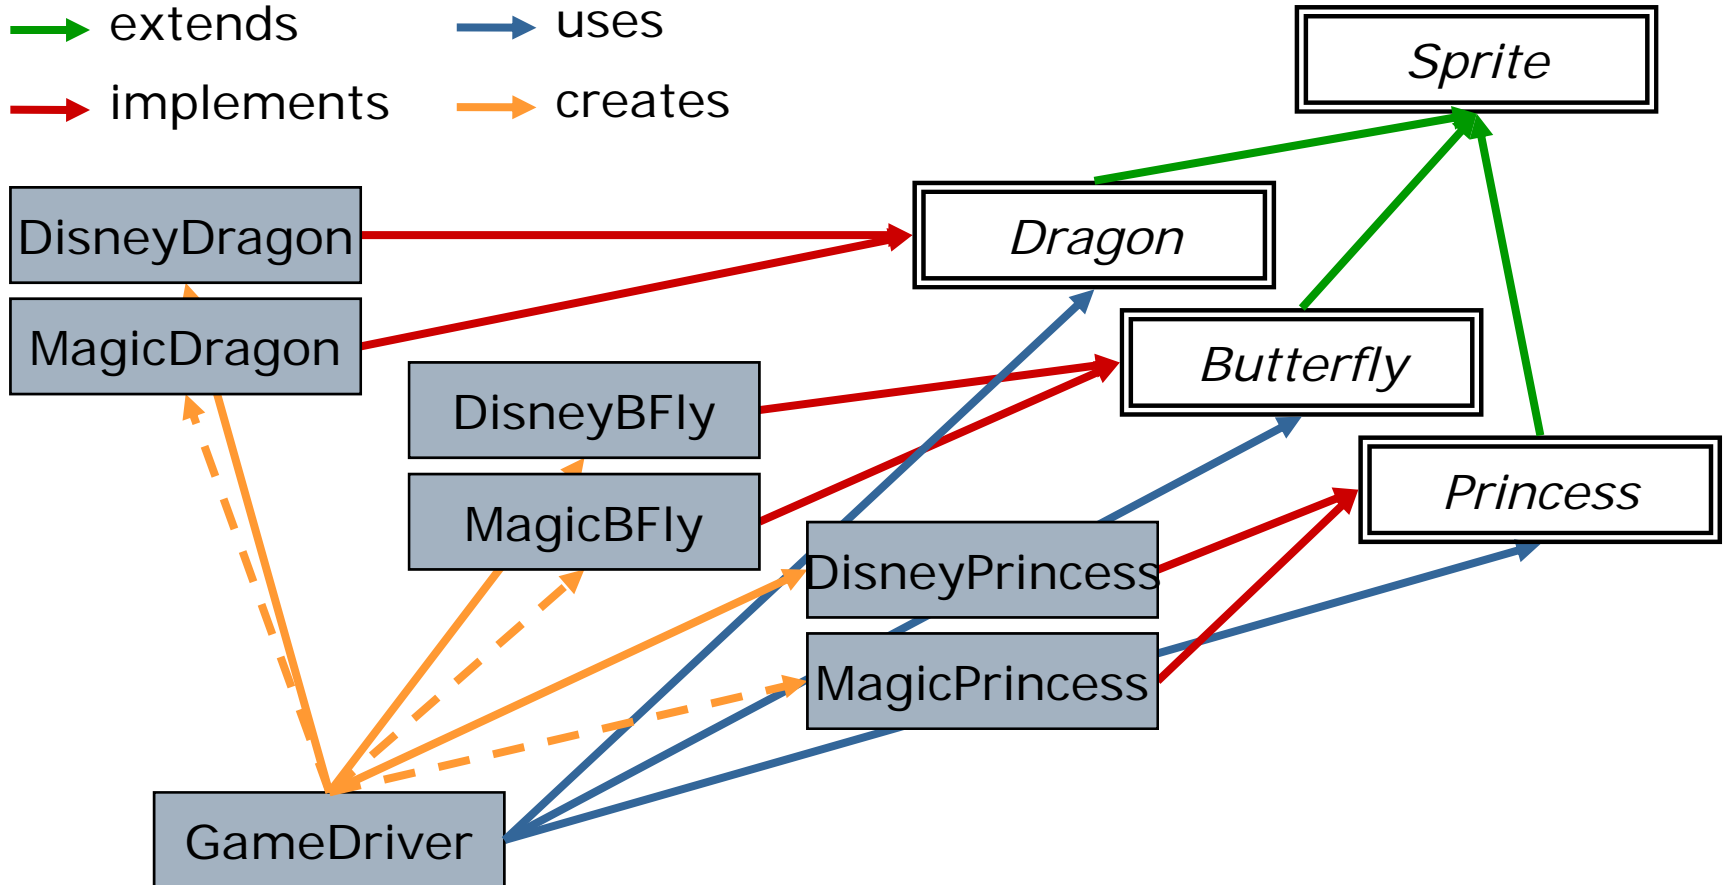 extends
uses
implements
creates
Sprite
DisneyDragon
Dragon
MagicDragon
Butterfly
DisneyBFly
MagicBFly
Princess
DisneyPrincess
MagicPrincess
GameDriver